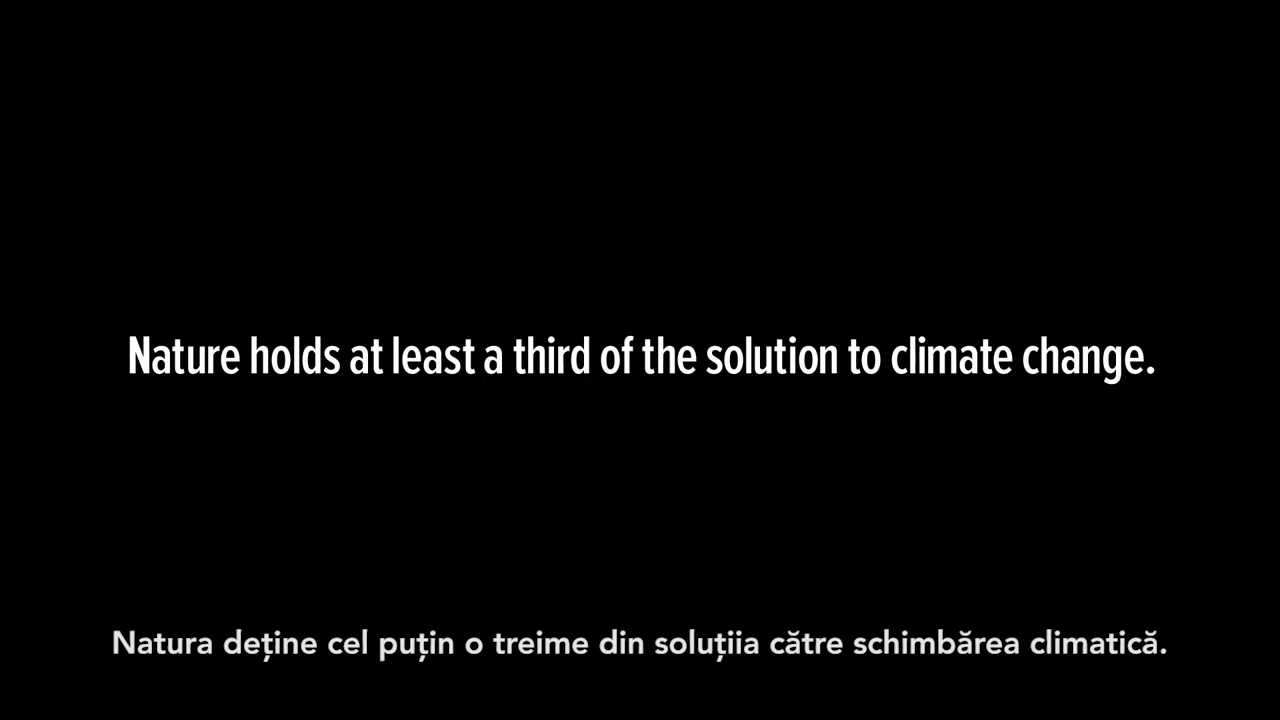 Nature holds at least a third of the solution to climate change.
Natura deține cel puțin o treime din soluțiia către schimbărea climatică.